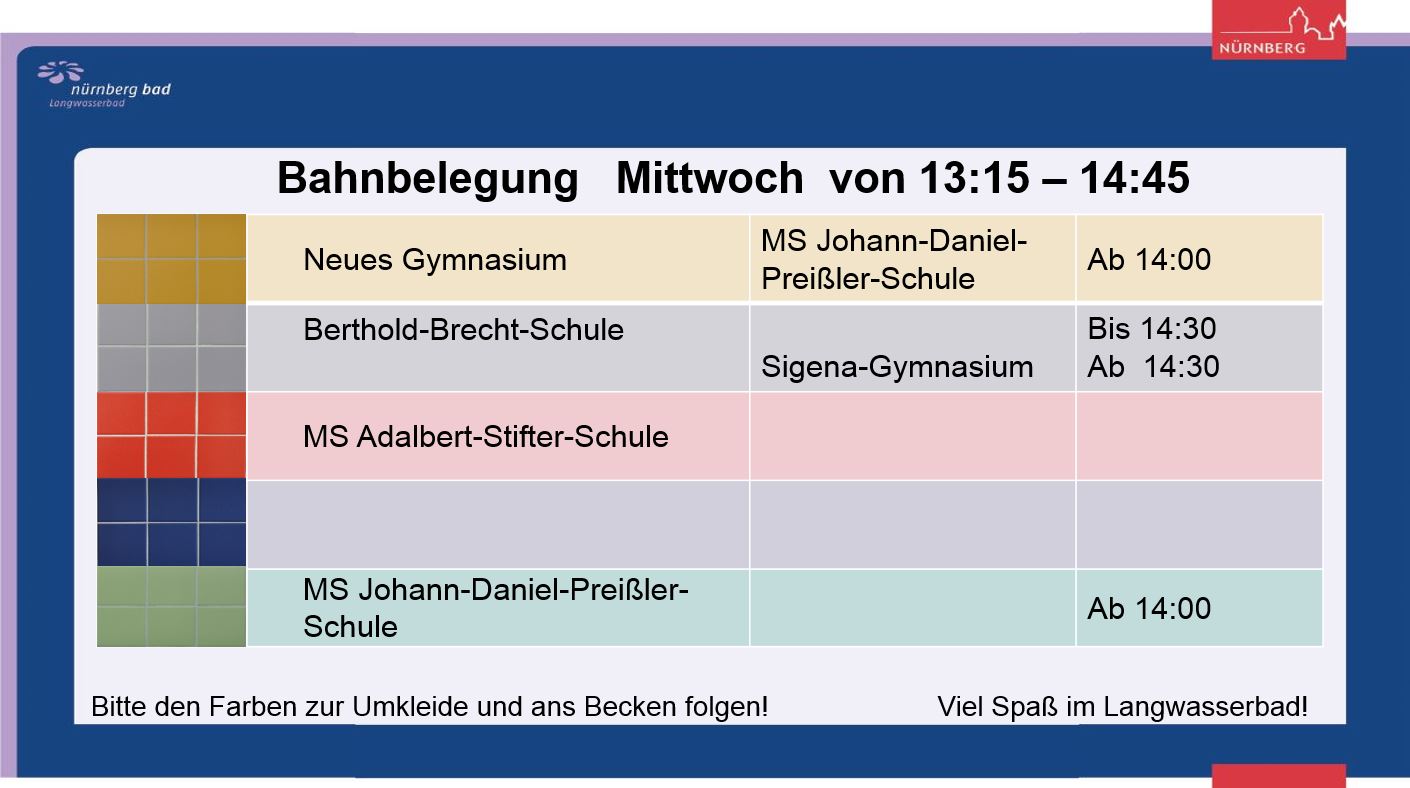 NÜRNBERG
nürnberg bad
Langwasserbad
Bahnbelegung Mittwoch von 13:15 – 14:45
Neues Gymnasium
MS Johann-Daniel-
Preißler-Schule
Ab 14:00
Berthold-Brecht-Schule
Sigena-Gymnasium
Bis 14:30
Ab 14:30
MS Adalbert-Stifter-Schule
MS Johann-Daniel-Preißler-
Schule
Ab 14:00
Bitte den Farben zur Umkleide und ans Becken folgen!
Viel Spaß im Langwasserbad!